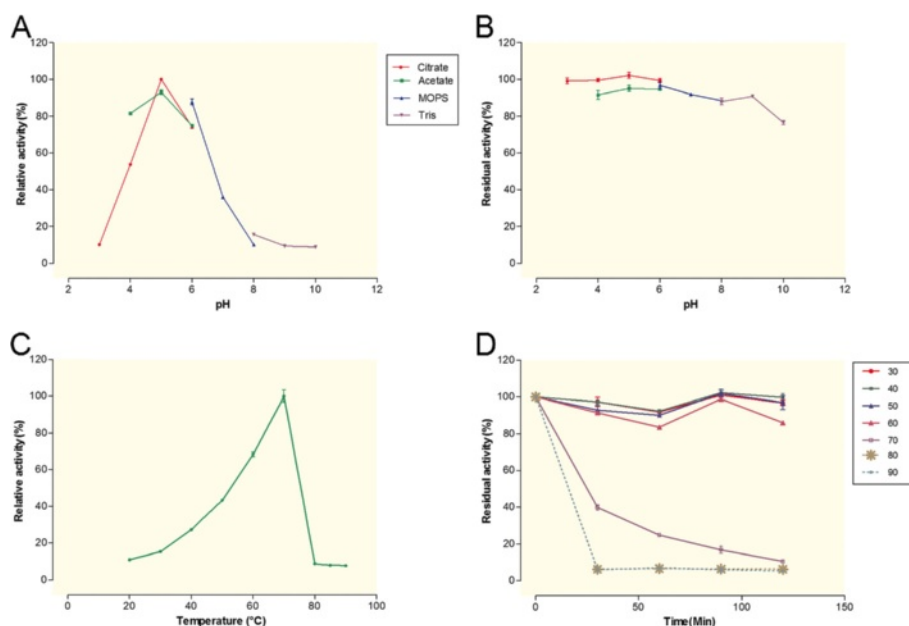 A
120
100
80
60
40
20
0
Relative activity (%)
2 4 6 8 10 12
pH
Citrate
Acetate
MOPS
Tris
B
120
100
80
60
40
20
0
Residual activity (%)
2 4 6 8 10 12
pH
C
120
100
80
60
40
20
0
Relative activity (%)
0 20 40 60 80 100
Temperature (°C)
D
120
100
80
60
40
20
0
Residual activity (%)
0 50 100 150
Time(Min)
30
40
50
60
70
80
90